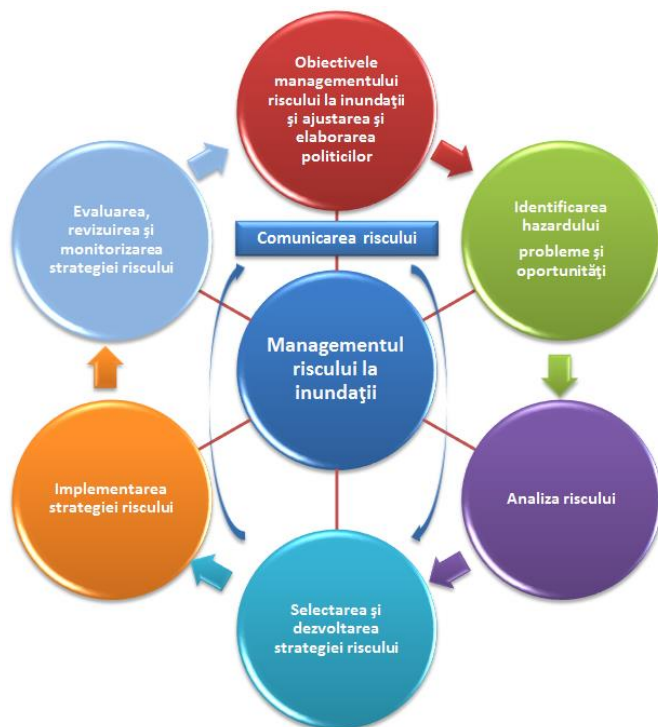 Obiectivele
managementului
riscului la inundaţii
şi ajustarea şi
elaborarea
politicilor
Identificarea
hazardului
probleme şi
oportunităţi
Analiza riscului
Selectarea şi
dezvoltarea
strategiei riscului
Implementarea
strategiei riscului
Evaluarea,
revizuirea şi
monitorizarea
strategiei riscului
Comunicarea riscului
Managementul
riscului la
inundaţii